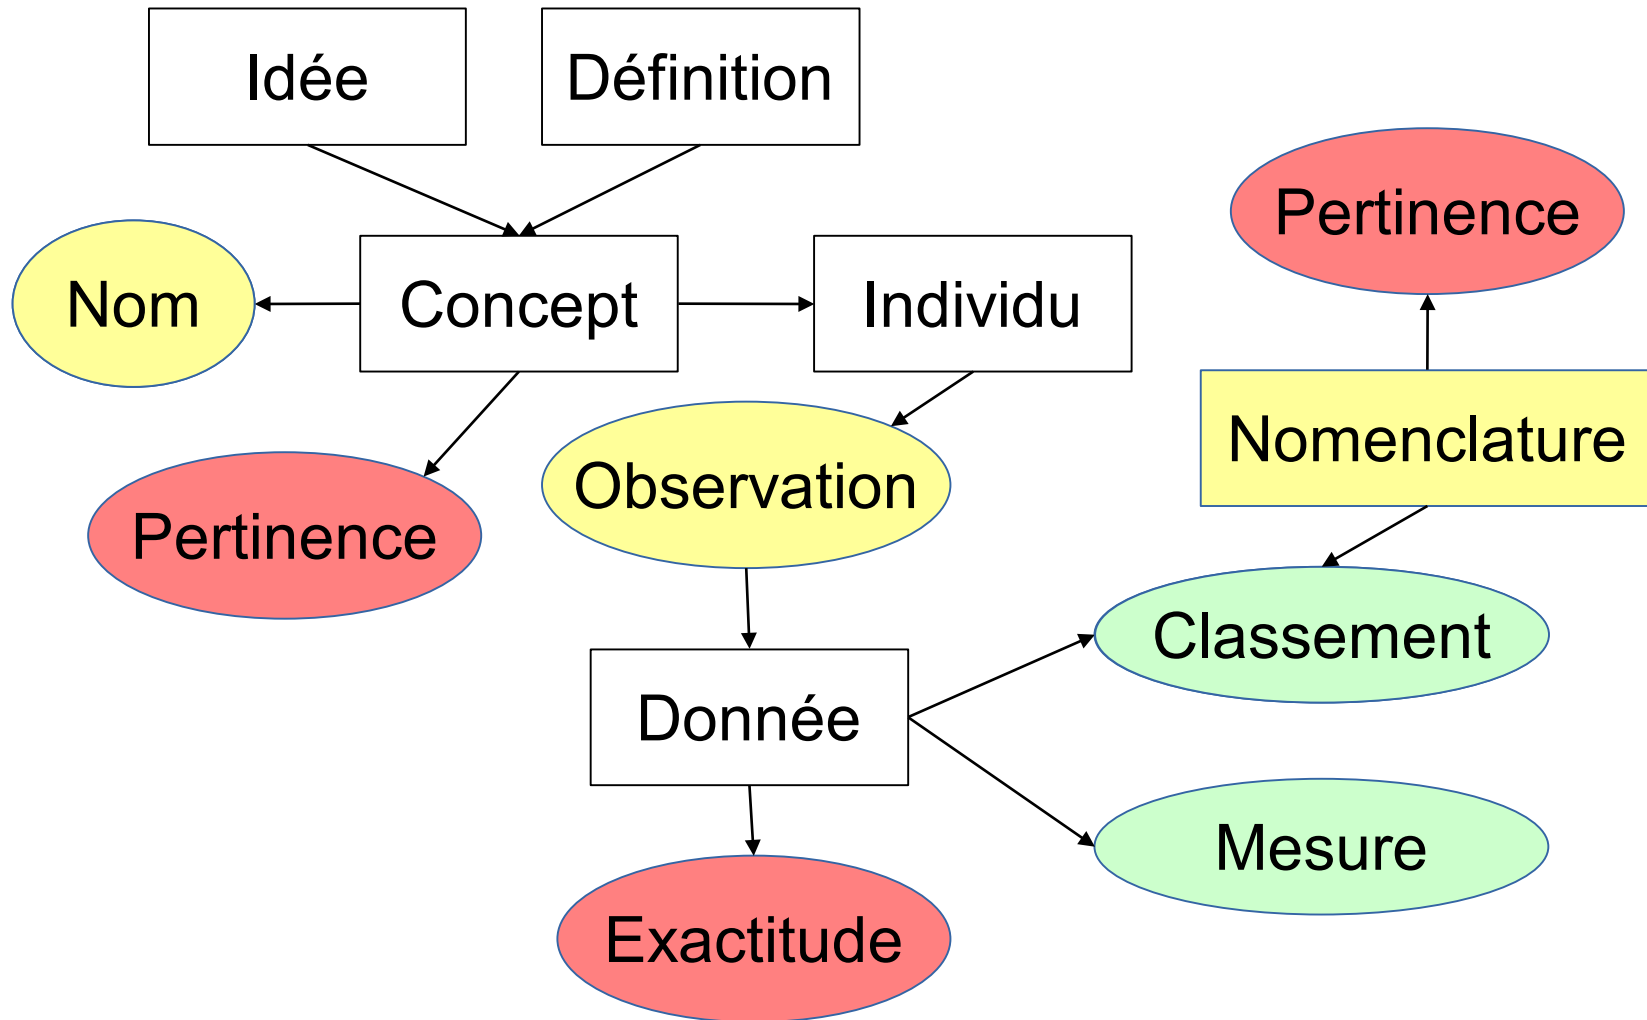 Idée
Définition
Pertinence
Nom
Concept
Individu
Nomenclature
Observation
Pertinence
Classement
Donnée
Mesure
Exactitude